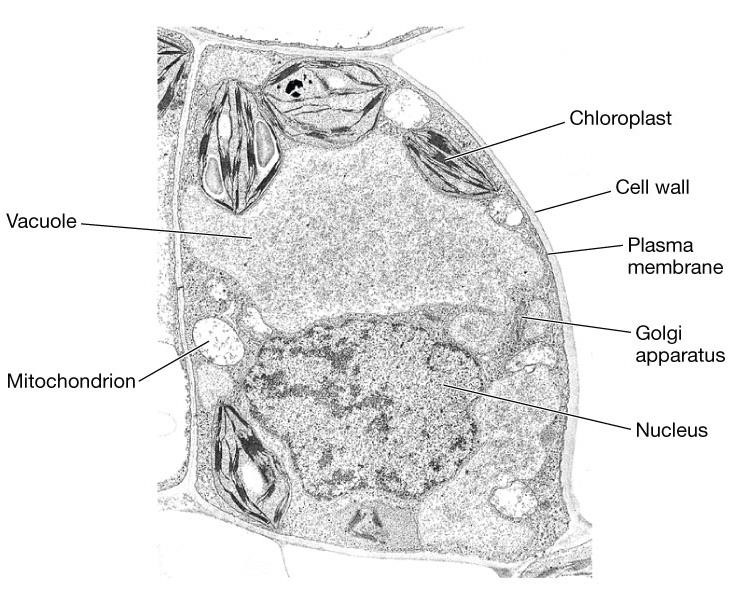 Chloroplast
Cell wall
Vacuole
Plasma
membrane
Golgi
apparatus
Mitochondrion
Nucleus